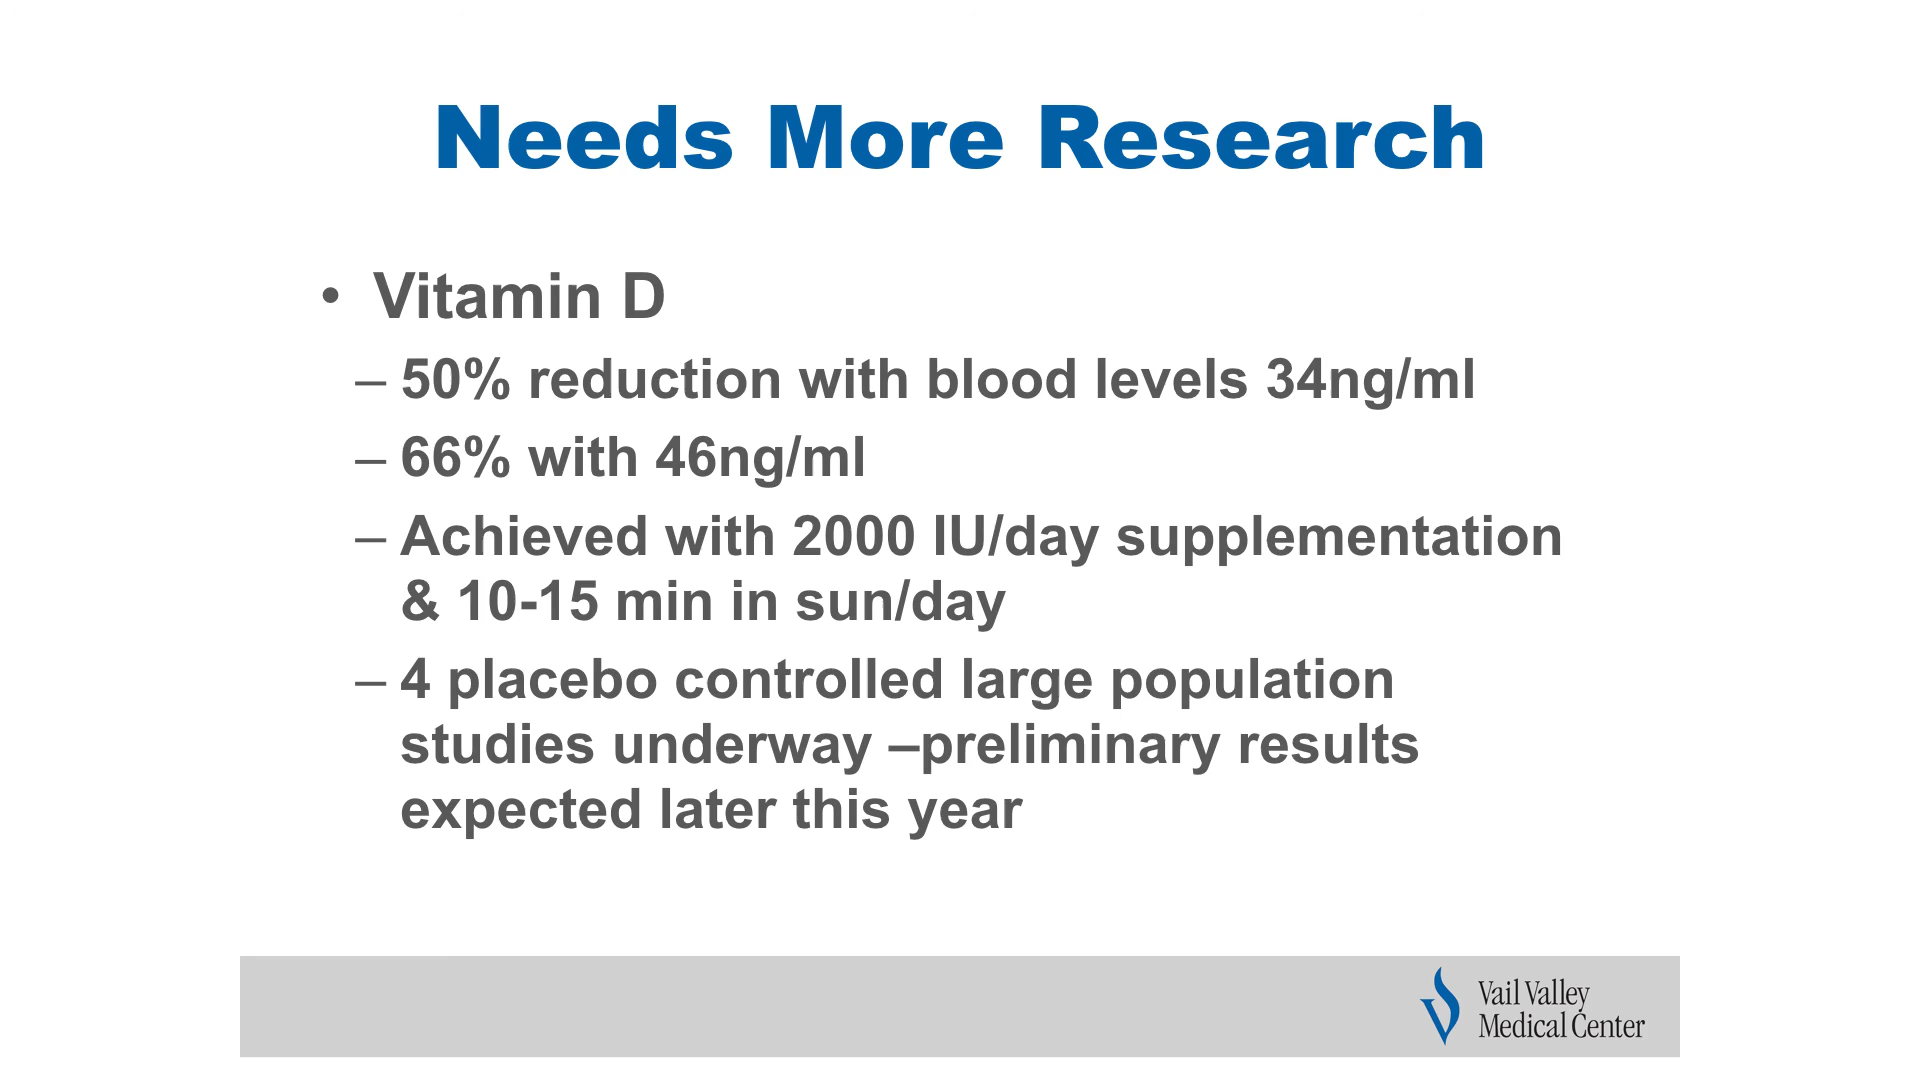 Needs More Research
• Vitamin D
– 50% reduction with blood levels 34ng/ml
– 66% with 46ng/ml
– Achieved with 2000 IU/day supplementation
& 10-15 min in sun/day
– 4 placebo controlled large population
studies underway –preliminary results
expected later this year
Vail Valley
Medical Center